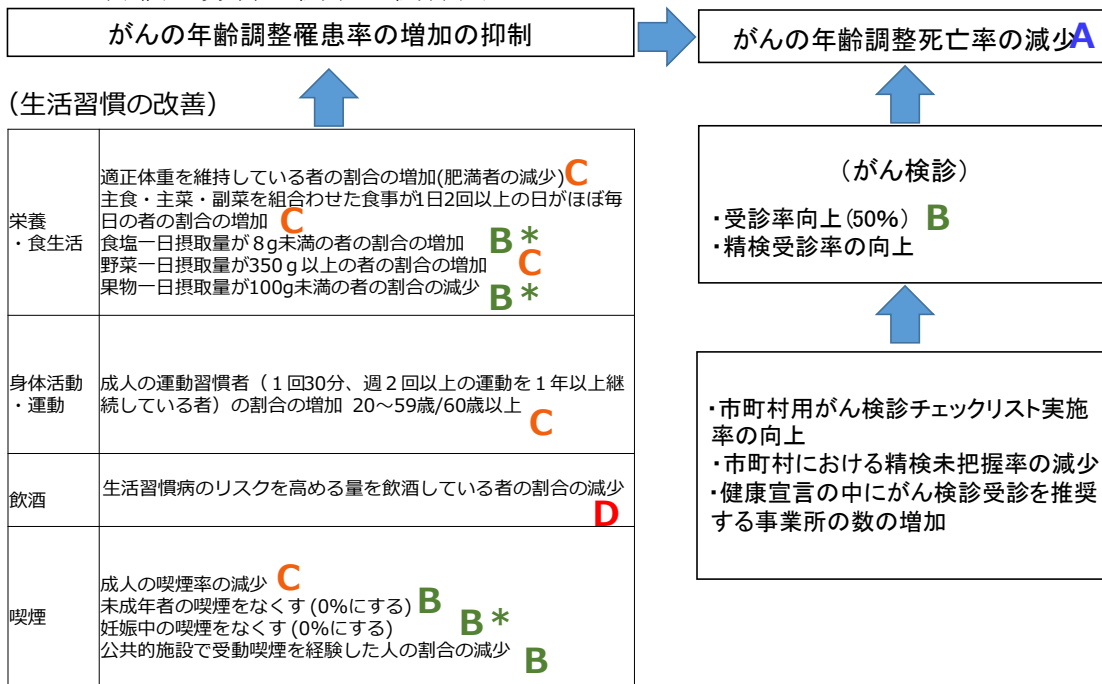 がんの年齢調整罹患率の増加の抑制
がんの年齢調整死亡率の減少 A
(生活習慣の改善)
栄養
・食生活
適正体重を維持している者の割合の増加(肥満者の減少) C
主食・主菜・副菜を組合わせた食事が1日2回以上の日がほぼ毎
日の者の割合の増加 C
食塩一日摂取量が8g未満の者の割合の増加 B*
野菜一日摂取量が350g以上の者の割合の増加 C
果物一日摂取量が100g未満の者の割合の減少 B*
身体活動
・運動
成人の運動習慣者(1回30分、週2回以上の運動を1年以上継
続している者)の割合の増加 20~59歳/60歳以上 C
飲酒
生活習慣病のリスクを高める量を飲酒している者の割合の減少
D
喫煙
成人の喫煙率の減少 C
未成年者の喫煙をなくす(0%にする) B
妊娠中の喫煙をなくす(0%にする) B*
公共的施設で受動喫煙を経験した人の割合の減少 B
(がん検診)
・受診率向上(50%) B
・精検受診率の向上
・市町村用がん検診チェックリスト実施
率の向上
・市町村における精検未把握率の減少
・健康宣言の中にがん検診受診を推奨
する事業所の数の増加